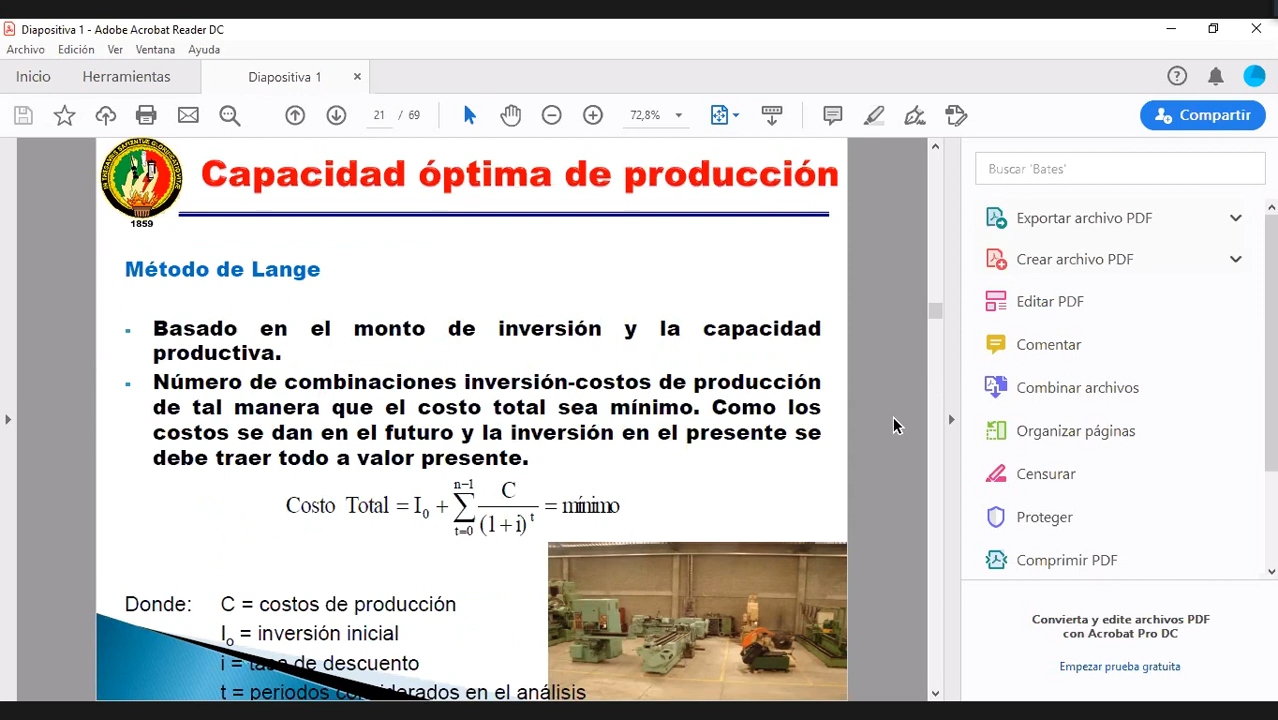 Diapositiva 1 - Adobe Acrobat Reader DC
Archivo Edición Ver Ventana Ayuda
Inicio Herramientas Diapositiva 1 ×
21 / 69 72,8% Compartir
Capacidad óptima de producción
1859
Método de Lange
- Basado en el monto de inversión y la capacidad
productiva.
- Número de combinaciones inversión-costos de producción
de tal manera que el costo total sea mínimo. Como los
costos se dan en el futuro y la inversión en el presente se
debe traer todo a valor presente.
Costo Total = I₀ + ∑ₜ₌₀ⁿ⁻¹ C / (1 + i)ᵗ = mínimo
Donde: C = costos de producción
Iₒ = inversión inicial
i = tasa de descuento
t = periodos considerados en el análisis
Buscar 'Bates'
Exportar archivo PDF
Crear archivo PDF
Editar PDF
Comentar
Combinar archivos
Organizar páginas
Censurar
Proteger
Comprimir PDF
Convierta y edite archivos PDF
con Acrobat Pro DC
Empezar prueba gratuita